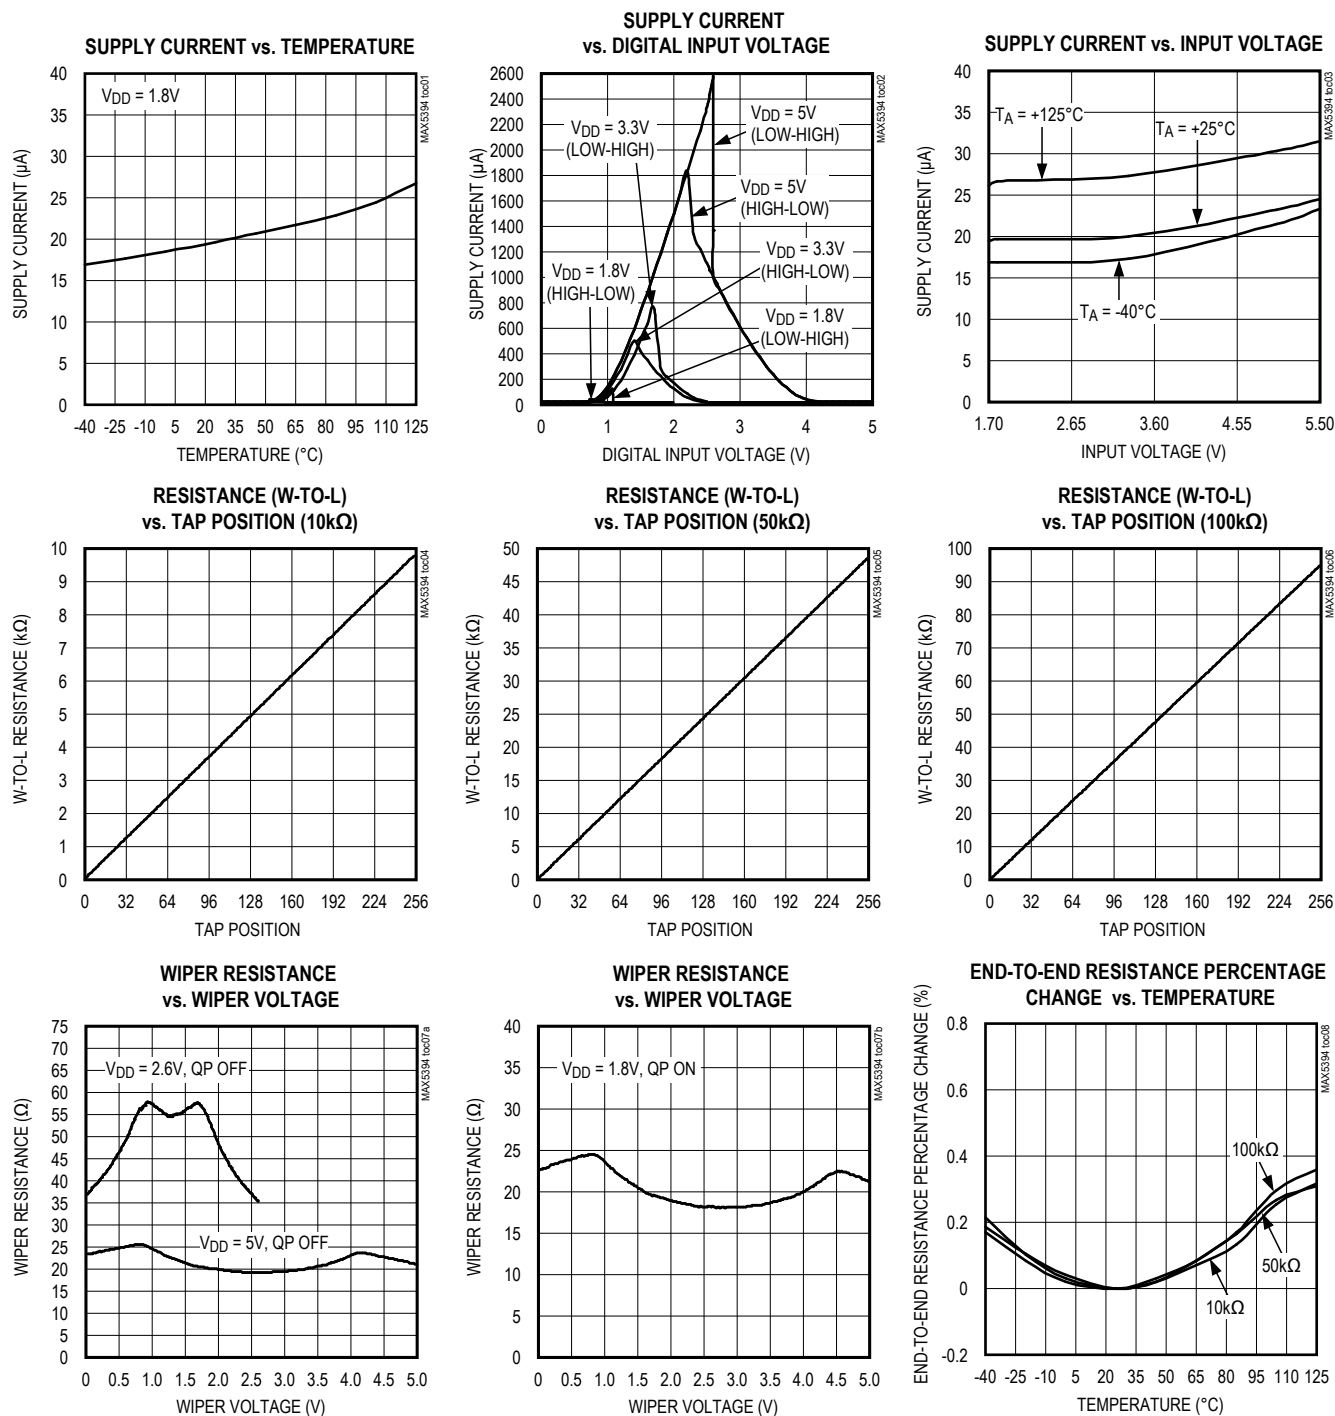 SUPPLY CURRENT vs. TEMPERATURE
40
35
30
25
20
15
10
5
0
SUPPLY CURRENT (µA)
VDD = 1.8V
MAX5394 toc01
-40 -25 -10 5 20 35 50 65 80 95 110 125
TEMPERATURE (°C)
SUPPLY CURRENT
vs. DIGITAL INPUT VOLTAGE
2600
2400
2200
2000
1800
1600
1400
1200
1000
800
600
400
200
0
SUPPLY CURRENT (µA)
VDD = 5V
(LOW-HIGH)
VDD = 3.3V
(LOW-HIGH)
VDD = 5V
(HIGH-LOW)
VDD = 3.3V
(HIGH-LOW)
VDD = 1.8V
(HIGH-LOW)
VDD = 1.8V
(LOW-HIGH)
MAX5394 toc02
0 1 2 3 4 5
DIGITAL INPUT VOLTAGE (V)
SUPPLY CURRENT vs. INPUT VOLTAGE
40
35
30
25
20
15
10
5
0
SUPPLY CURRENT (µA)
TA = +125°C
TA = +25°C
TA = -40°C
MAX5394 toc03
1.70 2.65 3.60 4.55 5.50
INPUT VOLTAGE (V)
RESISTANCE (W-TO-L)
vs. TAP POSITION (10kΩ)
10
9
8
7
6
5
4
3
2
1
0
W-TO-L RESISTANCE (kΩ)
MAX5394 toc04
0 32 64 96 128 160 192 224 256
TAP POSITION
RESISTANCE (W-TO-L)
vs. TAP POSITION (50kΩ)
50
45
40
35
30
25
20
15
10
5
0
W-TO-L RESISTANCE (kΩ)
MAX5394 toc05
0 32 64 96 128 160 192 224 256
TAP POSITION
RESISTANCE (W-TO-L)
vs. TAP POSITION (100kΩ)
100
90
80
70
60
50
40
30
20
10
0
W-TO-L RESISTANCE (kΩ)
MAX5394 toc06
0 32 64 96 128 160 192 224 256
TAP POSITION
WIPER RESISTANCE
vs. WIPER VOLTAGE
75
70
65
60
55
50
45
40
35
30
25
20
15
10
5
0
WIPER RESISTANCE (Ω)
VDD = 2.6V, QP OFF
VDD = 5V, QP OFF
MAX5394 toc07a
0 0.5 1.0 1.5 2.0 2.5 3.0 3.5 4.0 4.5 5.0
WIPER VOLTAGE (V)
WIPER RESISTANCE
vs. WIPER VOLTAGE
40
35
30
25
20
15
10
5
0
WIPER RESISTANCE (Ω)
VDD = 1.8V, QP ON
MAX5394 toc07b
0 0.5 1.0 1.5 2.0 2.5 3.0 3.5 4.0 4.5 5.0
WIPER VOLTAGE (V)
END-TO-END RESISTANCE PERCENTAGE
CHANGE vs. TEMPERATURE
0.8
0.6
0.4
0.2
0
-0.2
END-TO-END RESISTANCE PERCENTAGE CHANGE (%)
100kΩ
50kΩ
10kΩ
MAX5394 toc08
-40 -25 -10 5 20 35 50 65 80 95 110 125
TEMPERATURE (°C)